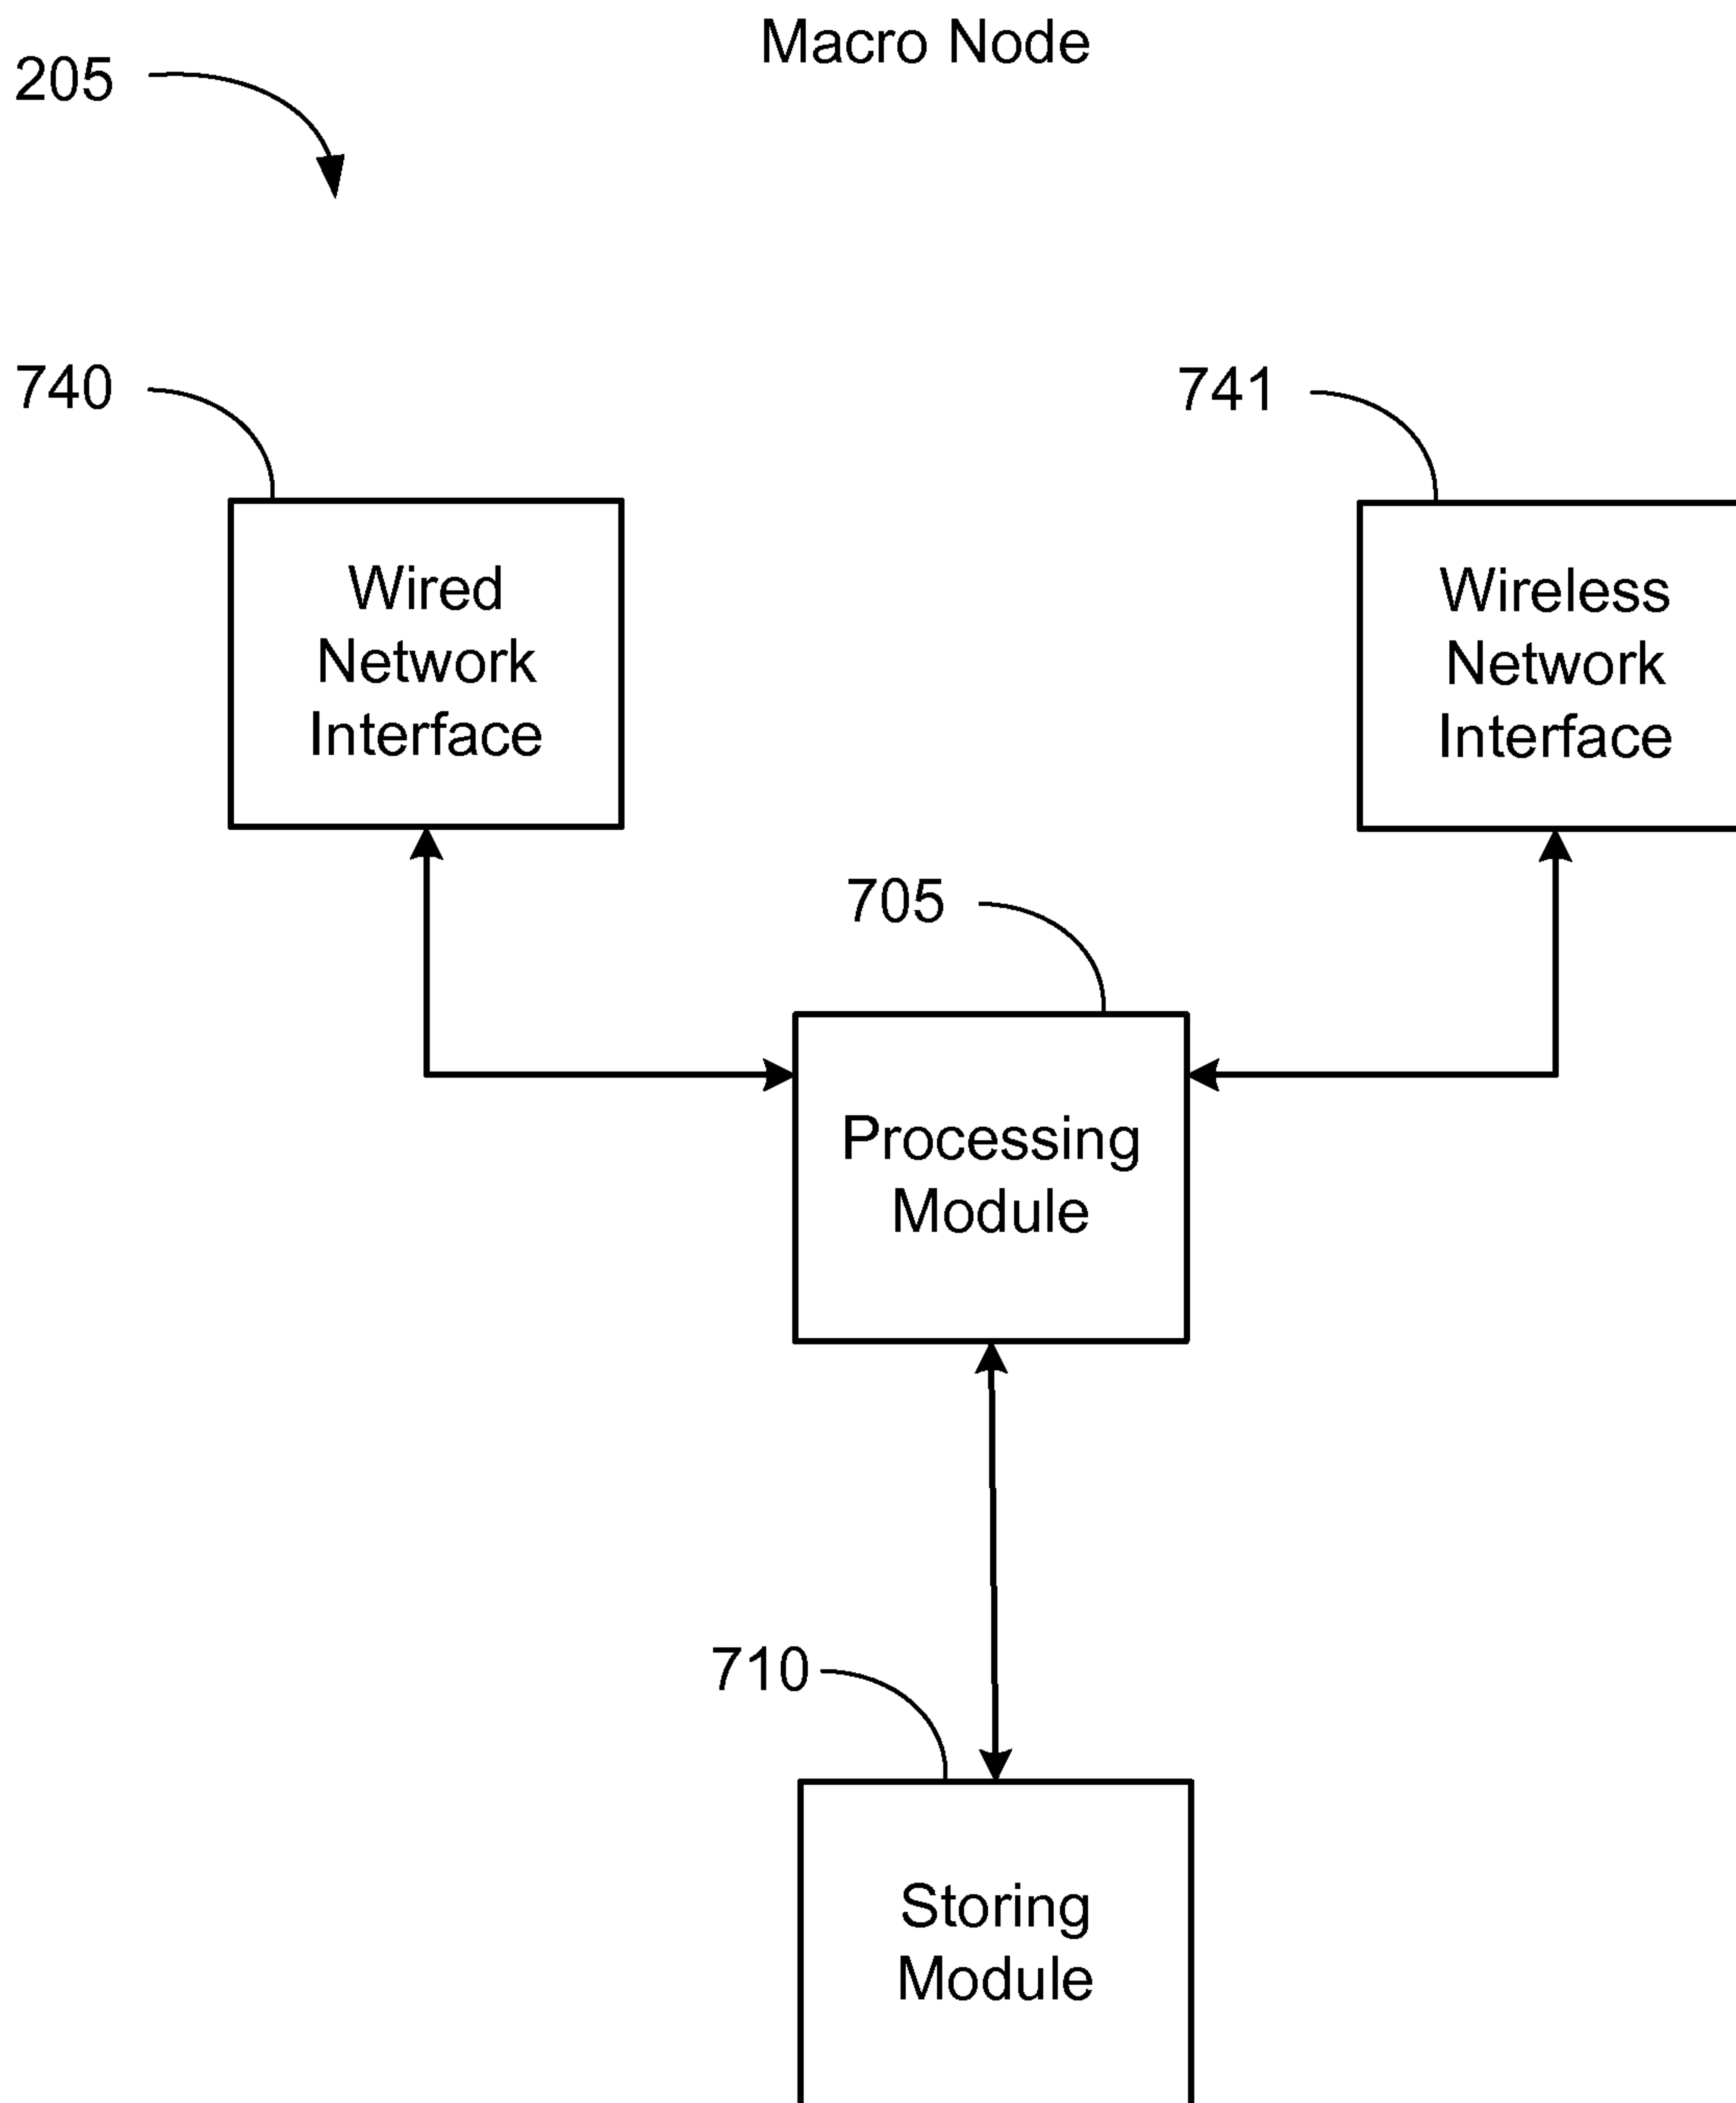 Macro Node
205
740
741
Wired
Network
Interface
Wireless
Network
Interface
705
Processing
Module
710
Storing
Module